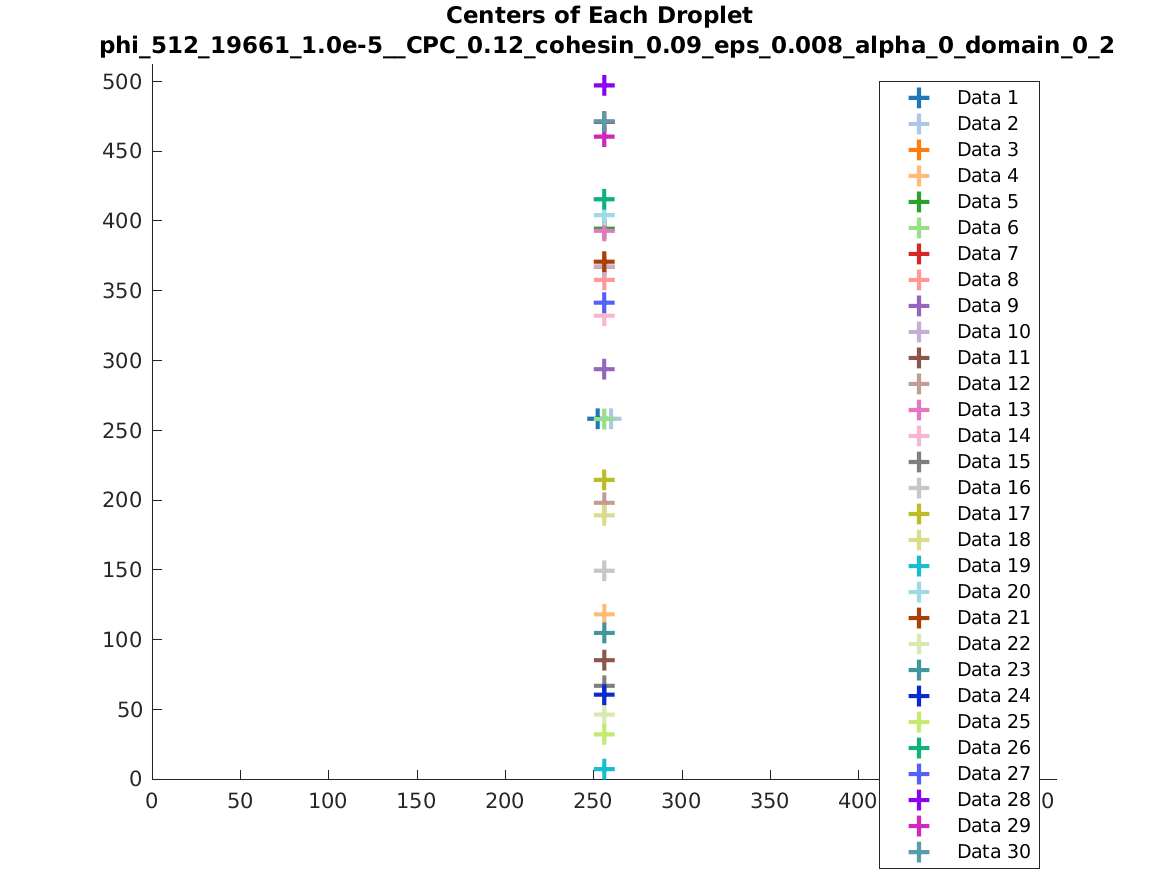 Centers of Each Droplet
phi_512_19661_1.0e-5__CPC_0.12_cohesin_0.09_eps_0.008_alpha_0_domain_0_2
500
450
400
350
300
250
200
150
100
50
0
0 50 100 150 200 250 300 350 400 0
Data 1
Data 2
Data 3
Data 4
Data 5
Data 6
Data 7
Data 8
Data 9
Data 10
Data 11
Data 12
Data 13
Data 14
Data 15
Data 16
Data 17
Data 18
Data 19
Data 20
Data 21
Data 22
Data 23
Data 24
Data 25
Data 26
Data 27
Data 28
Data 29
Data 30